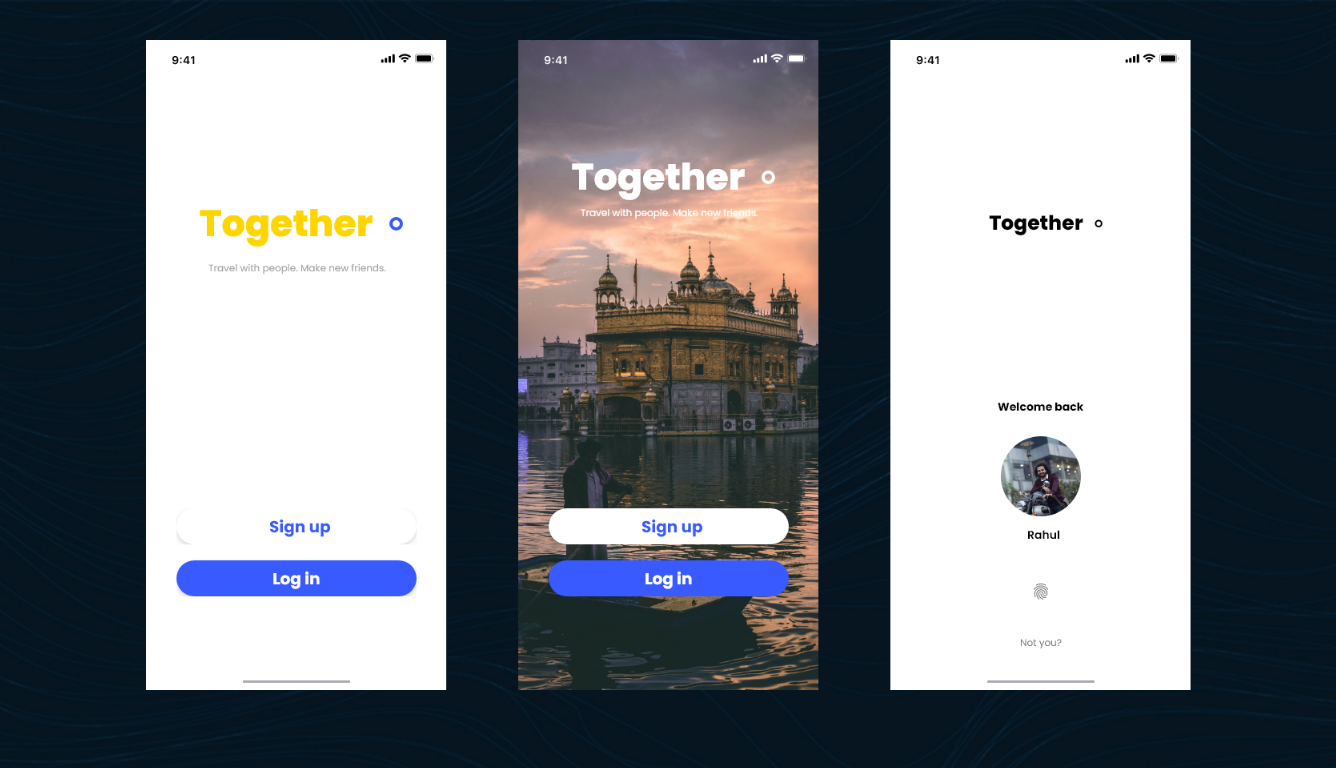 9:41
Together
Travel with people. Make new friends.
Sign up
Log in
9:41
Together
Travel with people. Make new friends.
Sign up
Log in
9:41
Together
Welcome back
Rahul
Not you?